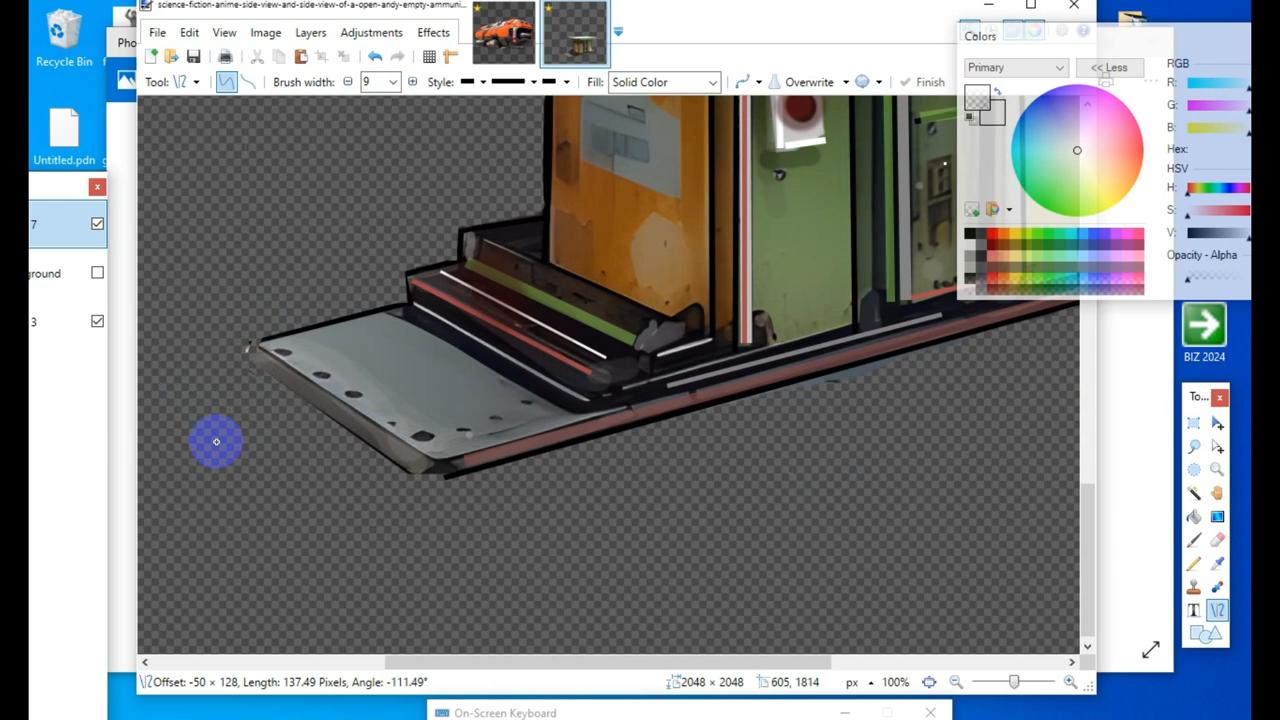 science-fiction-anime-side-view-and-side-view-of-a-open-andy-empty-ammuni...
Recycle Bin
Pho
File Edit View Image Layers Adjustments Effects
Colors
Primary
<< Less
RGB
R:
G:
B:
Hex:
HSV
H:
S:
V:
Opacity - Alpha
Tool: Brush width: 9 Style: Fill: Solid Color Overwrite Finish
Untitled.pdn
7
ground
3
BIZ 2024
To...
Offset: -50 × 128, Length: 137.49 Pixels, Angle: -111.49° 2048 × 2048 605, 1814 px 100%
On-Screen Keyboard